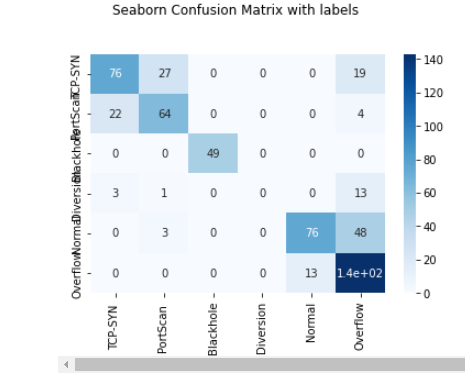 Seaborn Confusion Matrix with labels
TCP-SYN 76 27 0 0 0 19
PortScan 22 64 0 0 0 4
Blackhole 0 0 49 0 0 0
Diversion 3 1 0 0 0 13
Normal 0 3 0 0 76 48
Overflow 0 0 0 0 13 1.4e+02
TCP-SYN PortScan Blackhole Diversion Normal Overflow
140
120
100
80
60
40
20
0